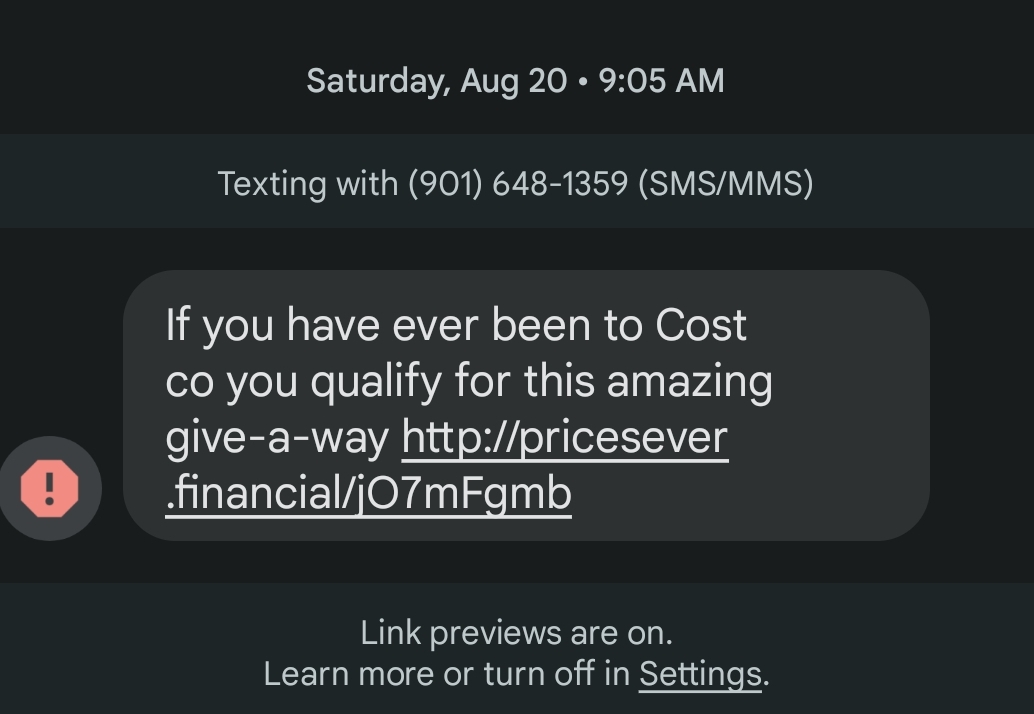 Saturday, Aug 20 • 9:05 AM
Texting with (901) 648-1359 (SMS/MMS)
If you have ever been to Cost
co you qualify for this amazing
give-a-way http://pricesever
.financial/jO7mFgmb
Link previews are on.
Learn more or turn off in Settings.